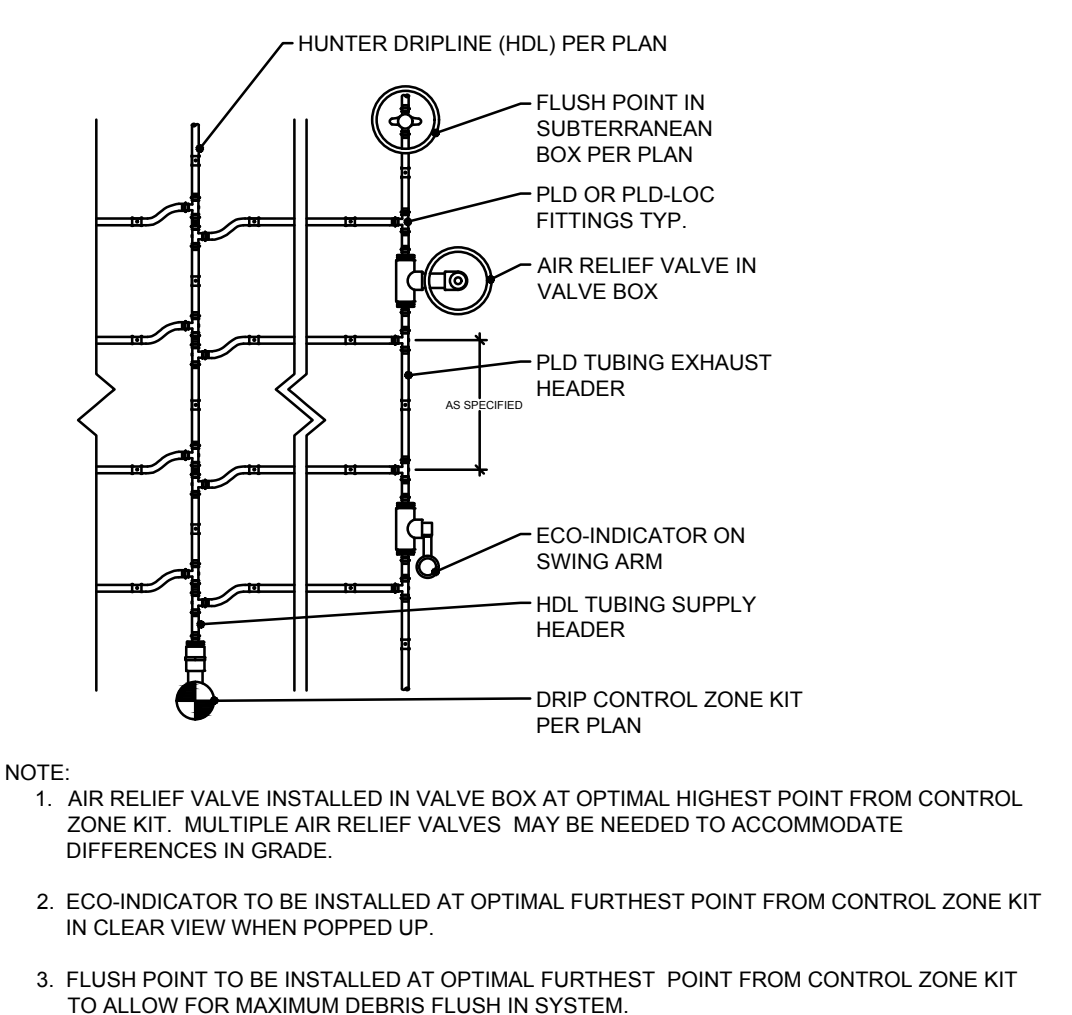 HUNTER DRIPLINE (HDL) PER PLAN
FLUSH POINT IN
SUBTERRANEAN
BOX PER PLAN
PLD OR PLD-LOC
FITTINGS TYP.
AIR RELIEF VALVE IN
VALVE BOX
PLD TUBING EXHAUST
HEADER
AS SPECIFIED
ECO-INDICATOR ON
SWING ARM
HDL TUBING SUPPLY
HEADER
DRIP CONTROL ZONE KIT
PER PLAN
NOTE:
1. AIR RELIEF VALVE INSTALLED IN VALVE BOX AT OPTIMAL HIGHEST POINT FROM CONTROL
ZONE KIT. MULTIPLE AIR RELIEF VALVES MAY BE NEEDED TO ACCOMMODATE
DIFFERENCES IN GRADE.
2. ECO-INDICATOR TO BE INSTALLED AT OPTIMAL FURTHEST POINT FROM CONTROL ZONE KIT
IN CLEAR VIEW WHEN POPPED UP.
3. FLUSH POINT TO BE INSTALLED AT OPTIMAL FURTHEST POINT FROM CONTROL ZONE KIT
TO ALLOW FOR MAXIMUM DEBRIS FLUSH IN SYSTEM.